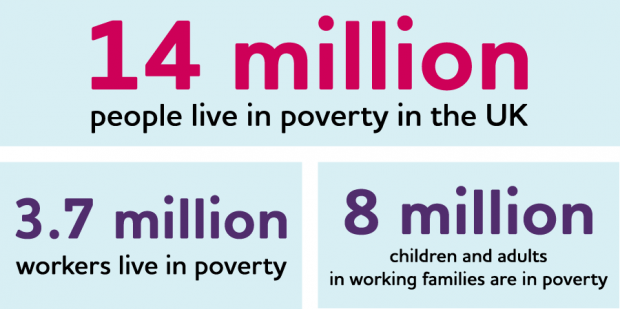 14 million
people live in poverty in the UK
3.7 million
workers live in poverty
8 million
children and adults
in working families are in poverty